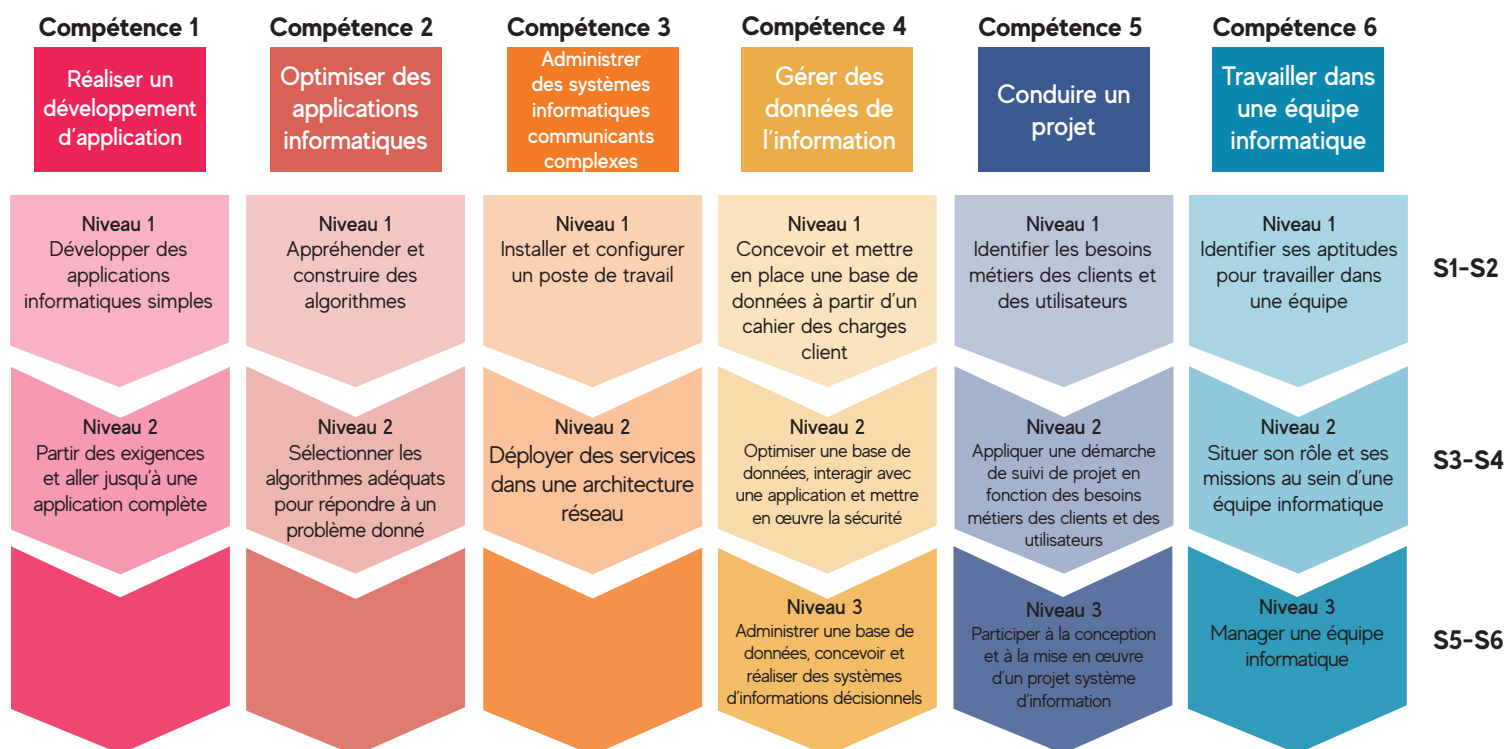 Compétence 1
Réaliser un
développement
d'application
Compétence 2
Optimiser des
applications
informatiques
Compétence 3
Administrer
des systèmes
informatiques
communicants
complexes
Compétence 4
Gérer des
données de
l'information
Compétence 5
Conduire un
projet
Compétence 6
Travailler dans
une équipe
informatique
Niveau 1
Développer des
applications
informatiques simples
Niveau 1
Appréhender et
construire des
algorithmes
Niveau 1
Installer et configurer
un poste de travail
Niveau 1
Concevoir et mettre
en place une base de
données à partir d'un
cahier des charges
client
Niveau 1
Identifier les besoins
métiers des clients et
des utilisateurs
Niveau 1
Identifier ses aptitudes
pour travailler dans
une équipe
S1-S2
Niveau 2
Partir des exigences
et aller jusqu'à une
application complète
Niveau 2
Sélectionner les
algorithmes adéquats
pour répondre à un
problème donné
Niveau 2
Déployer des services
dans une architecture
réseau
Niveau 2
Optimiser une base de
données, interagir avec
une application et mettre
en œuvre la sécurité
Niveau 2
Appliquer une démarche
de suivi de projet en
fonction des besoins
métiers des clients et des
utilisateurs
Niveau 2
Situer son rôle et ses
missions au sein d'une
équipe informatique
S3-S4
Niveau 3
Administrer une base de
données, concevoir et
réaliser des systèmes
d'informations décisionnels
Niveau 3
Participer à la conception
et à la mise en œuvre
d'un projet système
d'information
Niveau 3
Manager une équipe
informatique
S5-S6